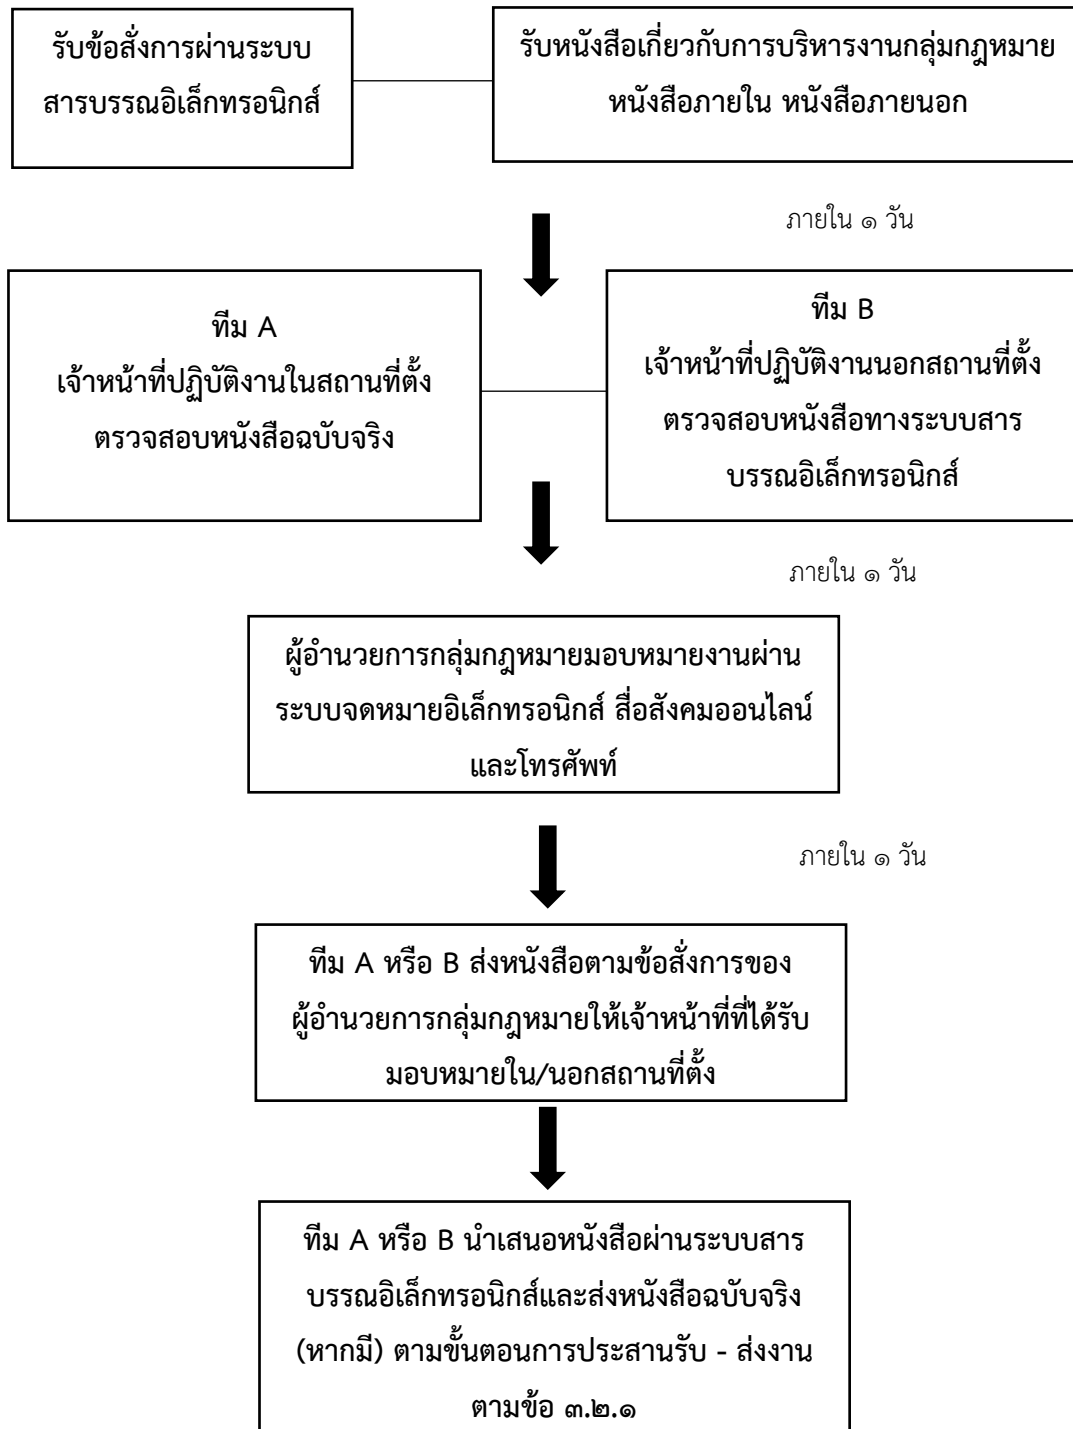 รับข้อสั่งการผ่านระบบ
สารบรรณอิเล็กทรอนิกส์
รับหนังสือเกี่ยวกับการบริหารงานกลุ่มกฎหมาย
หนังสือภายใน หนังสือภายนอก
ภายใน ๑ วัน
ทีม A
เจ้าหน้าที่ปฏิบัติงานในสถานที่ตั้ง
ตรวจสอบหนังสือฉบับจริง
ทีม B
เจ้าหน้าที่ปฏิบัติงานนอกสถานที่ตั้ง
ตรวจสอบหนังสือทางระบบสาร
บรรณอิเล็กทรอนิกส์
ภายใน ๑ วัน
ผู้อำนวยการกลุ่มกฎหมายมอบหมายงานผ่าน
ระบบจดหมายอิเล็กทรอนิกส์ สื่อสังคมออนไลน์
และโทรศัพท์
ภายใน ๑ วัน
ทีม A หรือ B ส่งหนังสือตามข้อสั่งการของ
ผู้อำนวยการกลุ่มกฎหมายให้เจ้าหน้าที่ที่ได้รับ
มอบหมายใน/นอกสถานที่ตั้ง
ทีม A หรือ B นำเสนอหนังสือผ่านระบบสาร
บรรณอิเล็กทรอนิกส์และส่งหนังสือฉบับจริง
(หากมี) ตามขั้นตอนการประสานรับ - ส่งงาน
ตามข้อ ๓.๒.๑